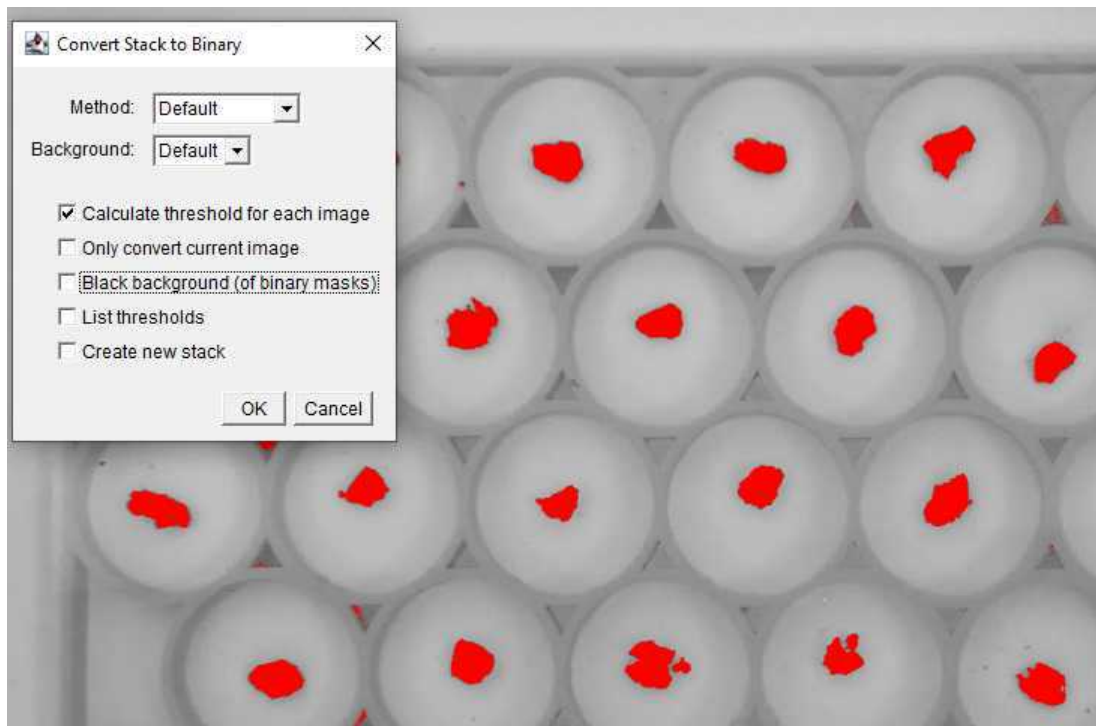 Convert Stack to Binary
Method: Default
Background: Default
Calculate threshold for each image
Only convert current image
Black background (of binary masks)
List thresholds
Create new stack
OK Cancel